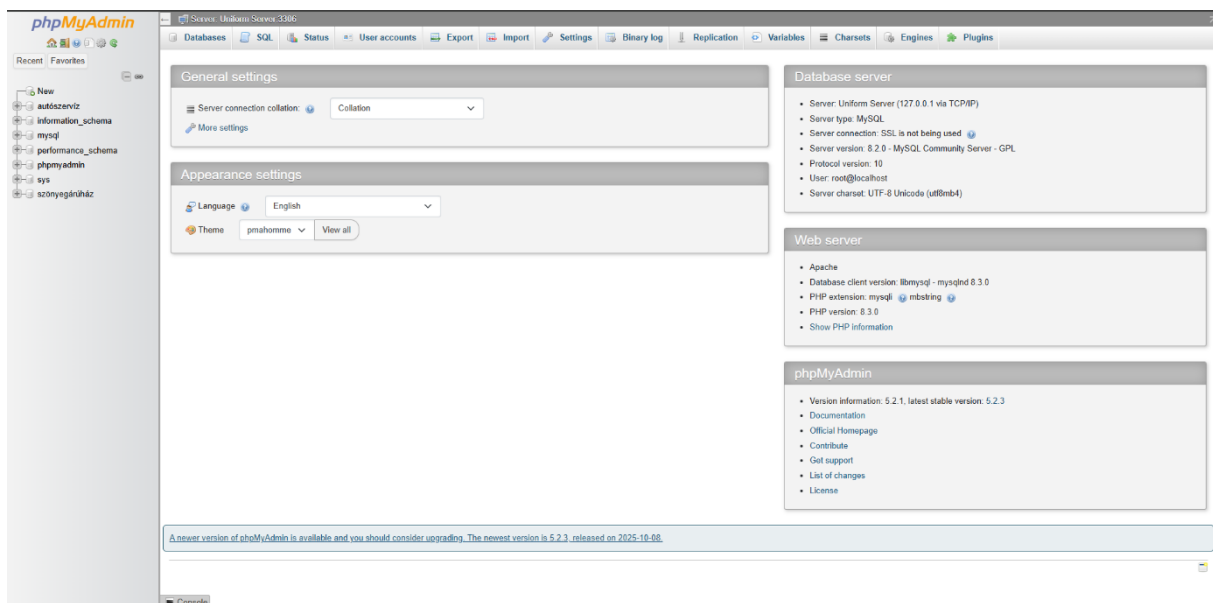 phpMyAdmin
Recent Favorites
New
autószervíz
information_schema
mysql
performance_schema
phpmyadmin
sys
szőnyegárúház
Server: Uniform Server:3306
Databases SQL Status User accounts Export Import Settings Binary log Replication Variables Charsets Engines Plugins
General settings
Server connection collation: Collation
More settings
Appearance settings
Language English
Theme pmahomme View all
Database server
Server: Uniform Server (127.0.0.1 via TCP/IP)
Server type: MySQL
Server connection: SSL is not being used
Server version: 8.2.0 - MySQL Community Server - GPL
Protocol version: 10
User: root@localhost
Server charset: UTF-8 Unicode (utf8mb4)
Web server
Apache
Database client version: libmysql - mysqlnd 8.3.0
PHP extension: mysqli mbstring
PHP version: 8.3.0
Show PHP information
phpMyAdmin
Version information: 5.2.1, latest stable version: 5.2.3
Documentation
Official Homepage
Contribute
Get support
List of changes
License
A newer version of phpMyAdmin is available and you should consider upgrading. The newest version is 5.2.3, released on 2025-10-08.
Console